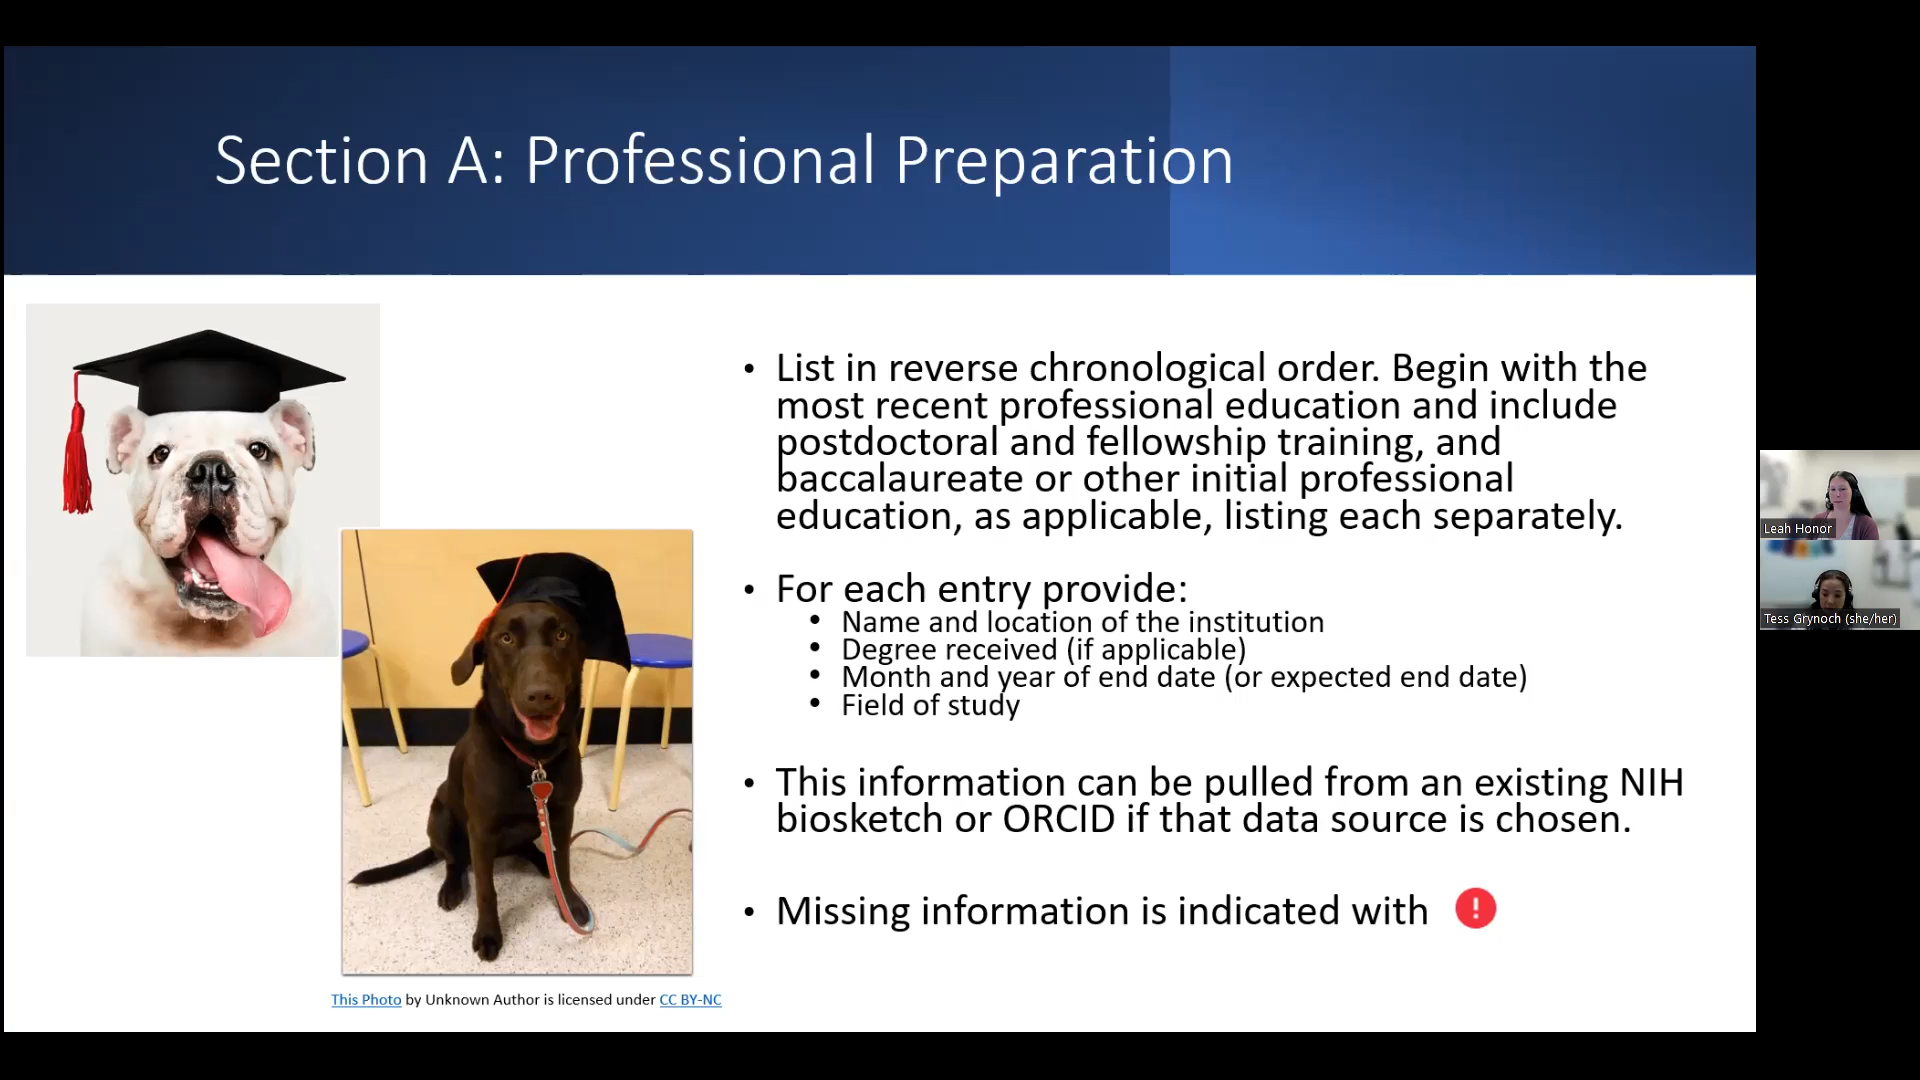 Section A: Professional Preparation
• List in reverse chronological order. Begin with the
most recent professional education and include
postdoctoral and fellowship training, and
baccalaureate or other initial professional
education, as applicable, listing each separately.
• For each entry provide:
• Name and location of the institution
• Degree received (if applicable)
• Month and year of end date (or expected end date)
• Field of study
• This information can be pulled from an existing NIH
biosketch or ORCID if that data source is chosen.
• Missing information is indicated with !
This Photo by Unknown Author is licensed under CC BY-NC
Leah Honor
Tess Grynoch (she/her)